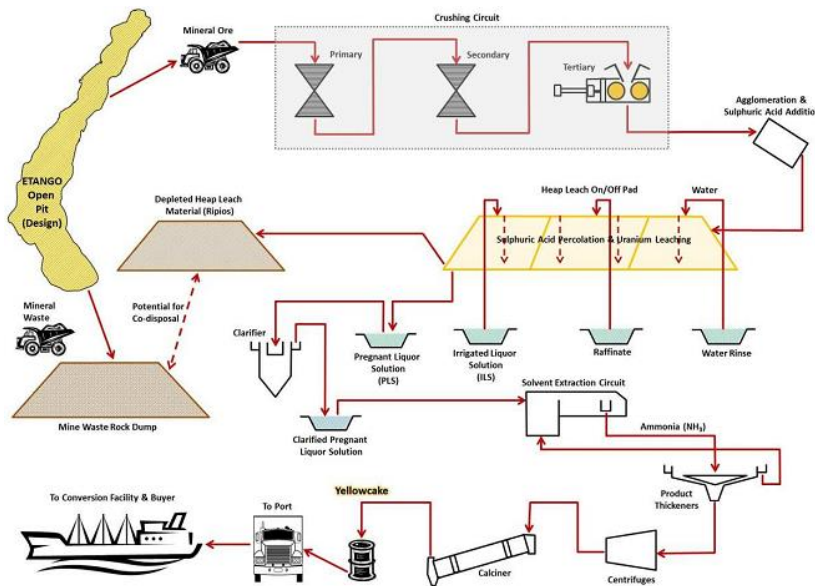 Crushing Circuit
Mineral Ore
Primary
Secondary
Tertiary
Agglomeration &
Sulphuric Acid Additio
ETANGO
Open
Pit
(Design)
Depleted Heap Leach
Material (Ripios)
Heap Leach On/Off Pad
Water
Sulphuric Acid Percolation & Uranium Leaching
Mineral
Waste
Potential for
Co-disposal
Clarifier
Pregnant Liquor
Solution
(PLS)
Irrigated Liquor
Solution
(ILS)
Raffinate
Water Rinse
Mine Waste Rock Dump
Clarified Pregnant
Liquor Solution
Solvent Extraction Circuit
Ammonia (NH₃)
Product
Thickeners
To Conversion Facility & Buyer
To Port
Yellowcake
Calciner
Centrifuges